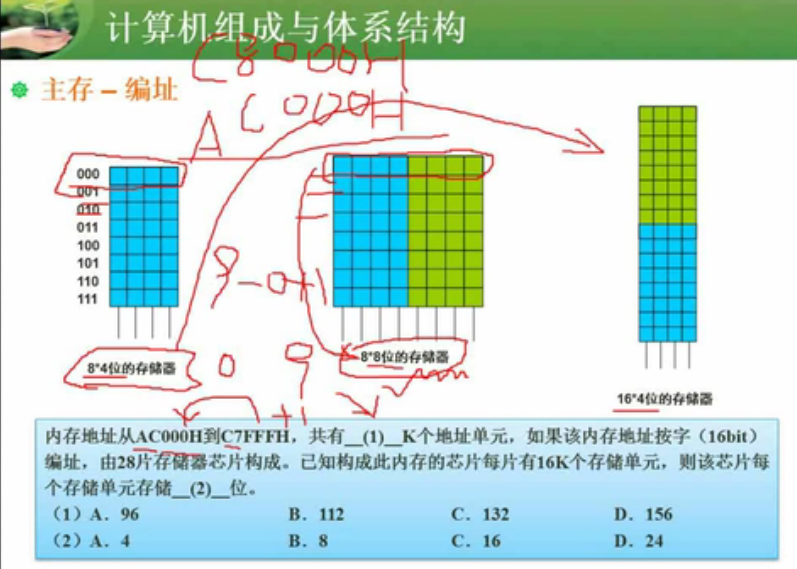 计算机组成与体系结构
C8000H
C000H
主存 – 编址
A
000
001
010
011
100
101
110
111
9-0+1
0 9
+1
8*4位的存储器
8*8位的存储器
16*4位的存储器
内存地址从AC000H到C7FFFH，共有__(1)__K个地址单元，如果该内存地址按字（16bit）
编址，由28片存储器芯片构成。已知构成此内存的芯片每片有16K个存储单元，则该芯片每
个存储单元存储__(2)__位。
（1）A．96 B．112 C．132 D．156
（2）A．4 B．8 C．16 D．24